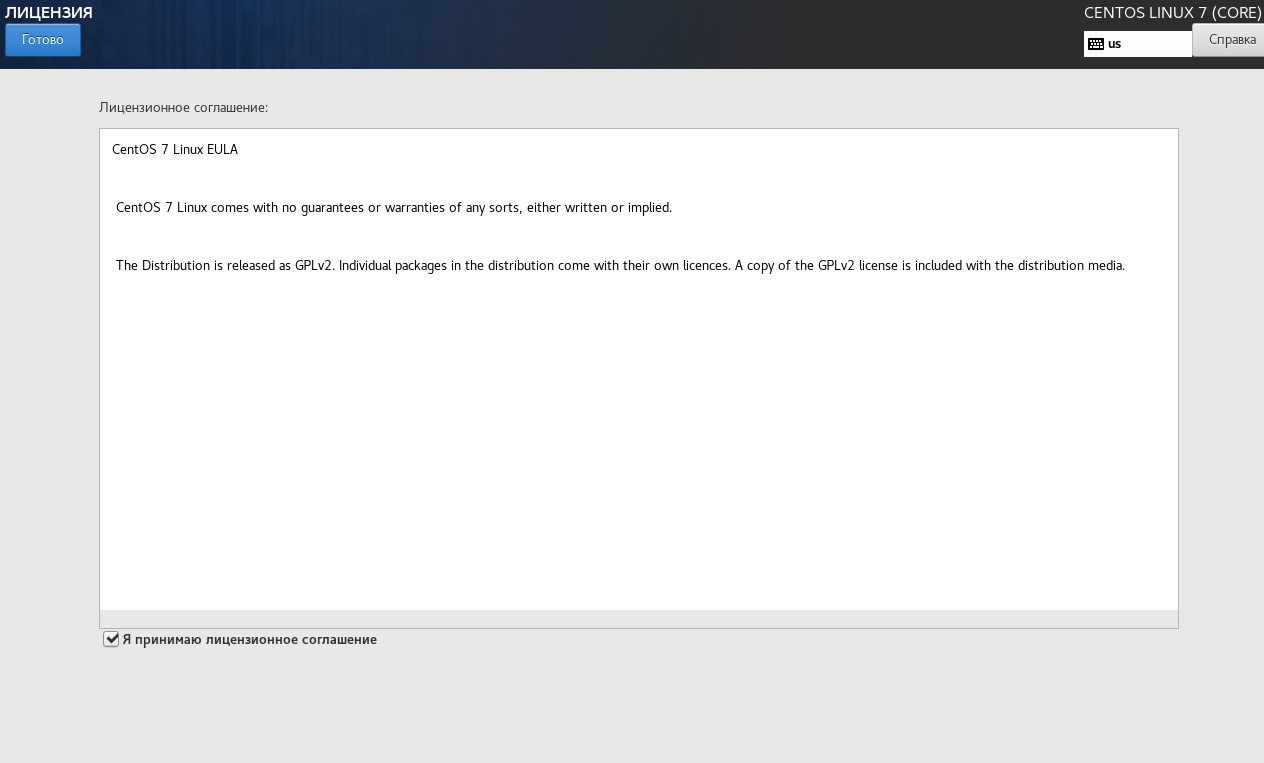 ЛИЦЕНЗИЯ
CENTOS LINUX 7 (CORE)
Готово
us
Справка
Лицензионное соглашение:
CentOS 7 Linux EULA
CentOS 7 Linux comes with no guarantees or warranties of any sorts, either written or implied.
The Distribution is released as GPLv2. Individual packages in the distribution come with their own licences. A copy of the GPLv2 license is included with the distribution media.
Я принимаю лицензионное соглашение